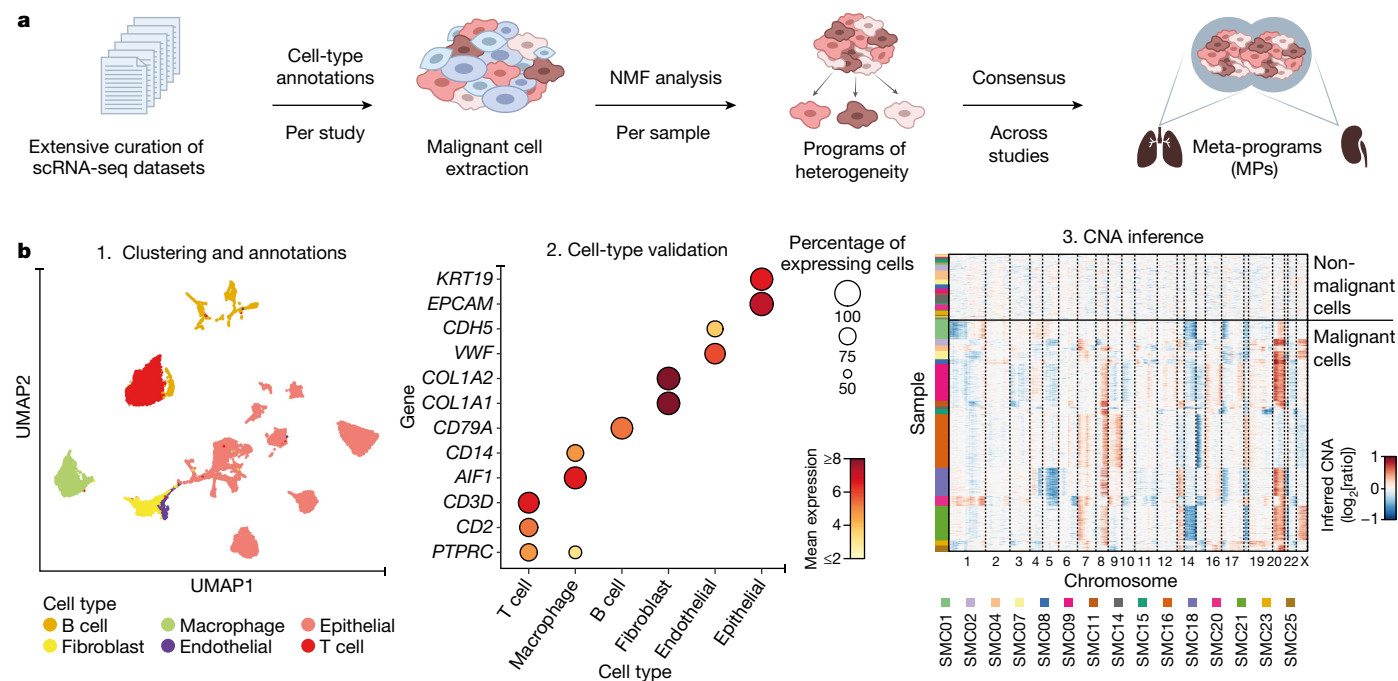 a
Cell-type
annotations
Per study
NMF analysis
Per sample
Consensus
Across
studies
Extensive curation of
scRNA-seq datasets
Malignant cell
extraction
Programs of
heterogeneity
Meta-programs
(MPs)
b
1. Clustering and annotations
UMAP2
UMAP1
Cell type
B cell
Macrophage
Epithelial
Fibroblast
Endothelial
T cell
2. Cell-type validation
Gene
KRT19
EPCAM
CDH5
VWF
COL1A2
COL1A1
CD79A
CD14
AIF1
CD3D
CD2
PTPRC
T cell
Macrophage
B cell
Fibroblast
Endothelial
Epithelial
Cell type
Percentage of
expressing cells
100
75
50
Mean expression
≥8
6
4
≤2
3. CNA inference
Non-
malignant
cells
Malignant
cells
Sample
1 2 3 4 5 6 7 8 9 10 11 12 14 16 17 19 20 22 X
Chromosome
Inferred CNA
(log2[ratio])
1
0
−1
SMC01
SMC02
SMC04
SMC07
SMC08
SMC09
SMC11
SMC14
SMC15
SMC16
SMC18
SMC20
SMC21
SMC23
SMC25